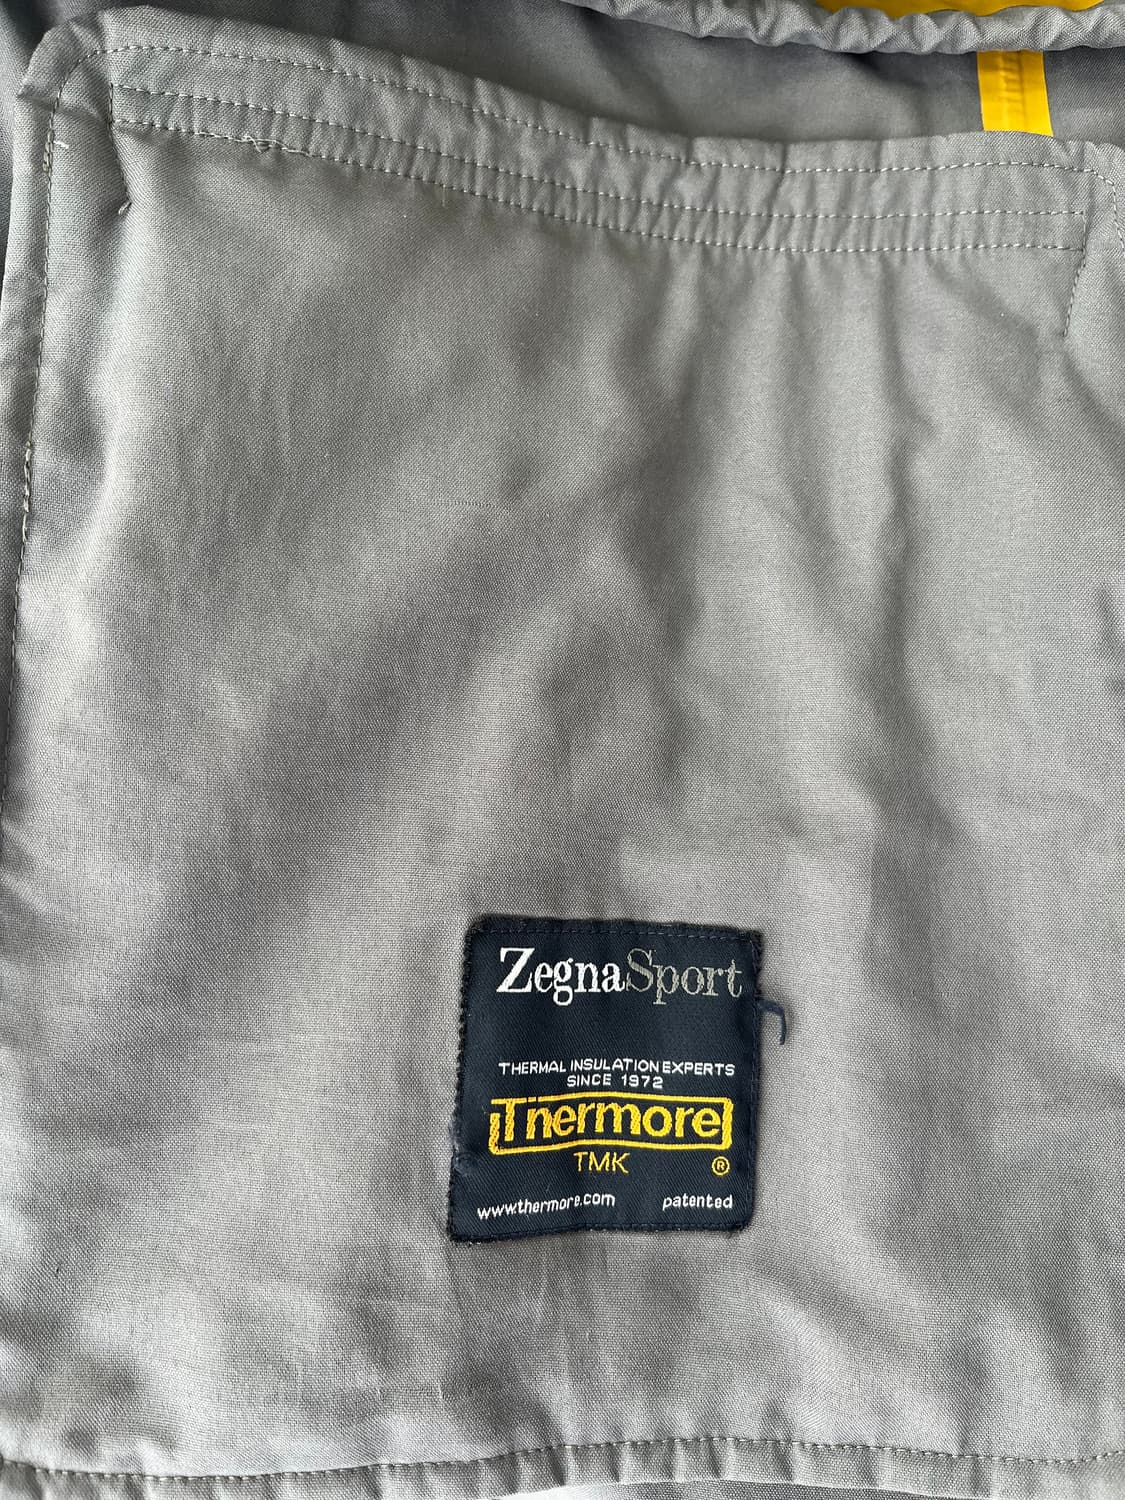 ZegnaSport
THERMAL INSULATION EXPERTS
SINCE 1972
Thermore
TMK ®
www.thermore.com patented